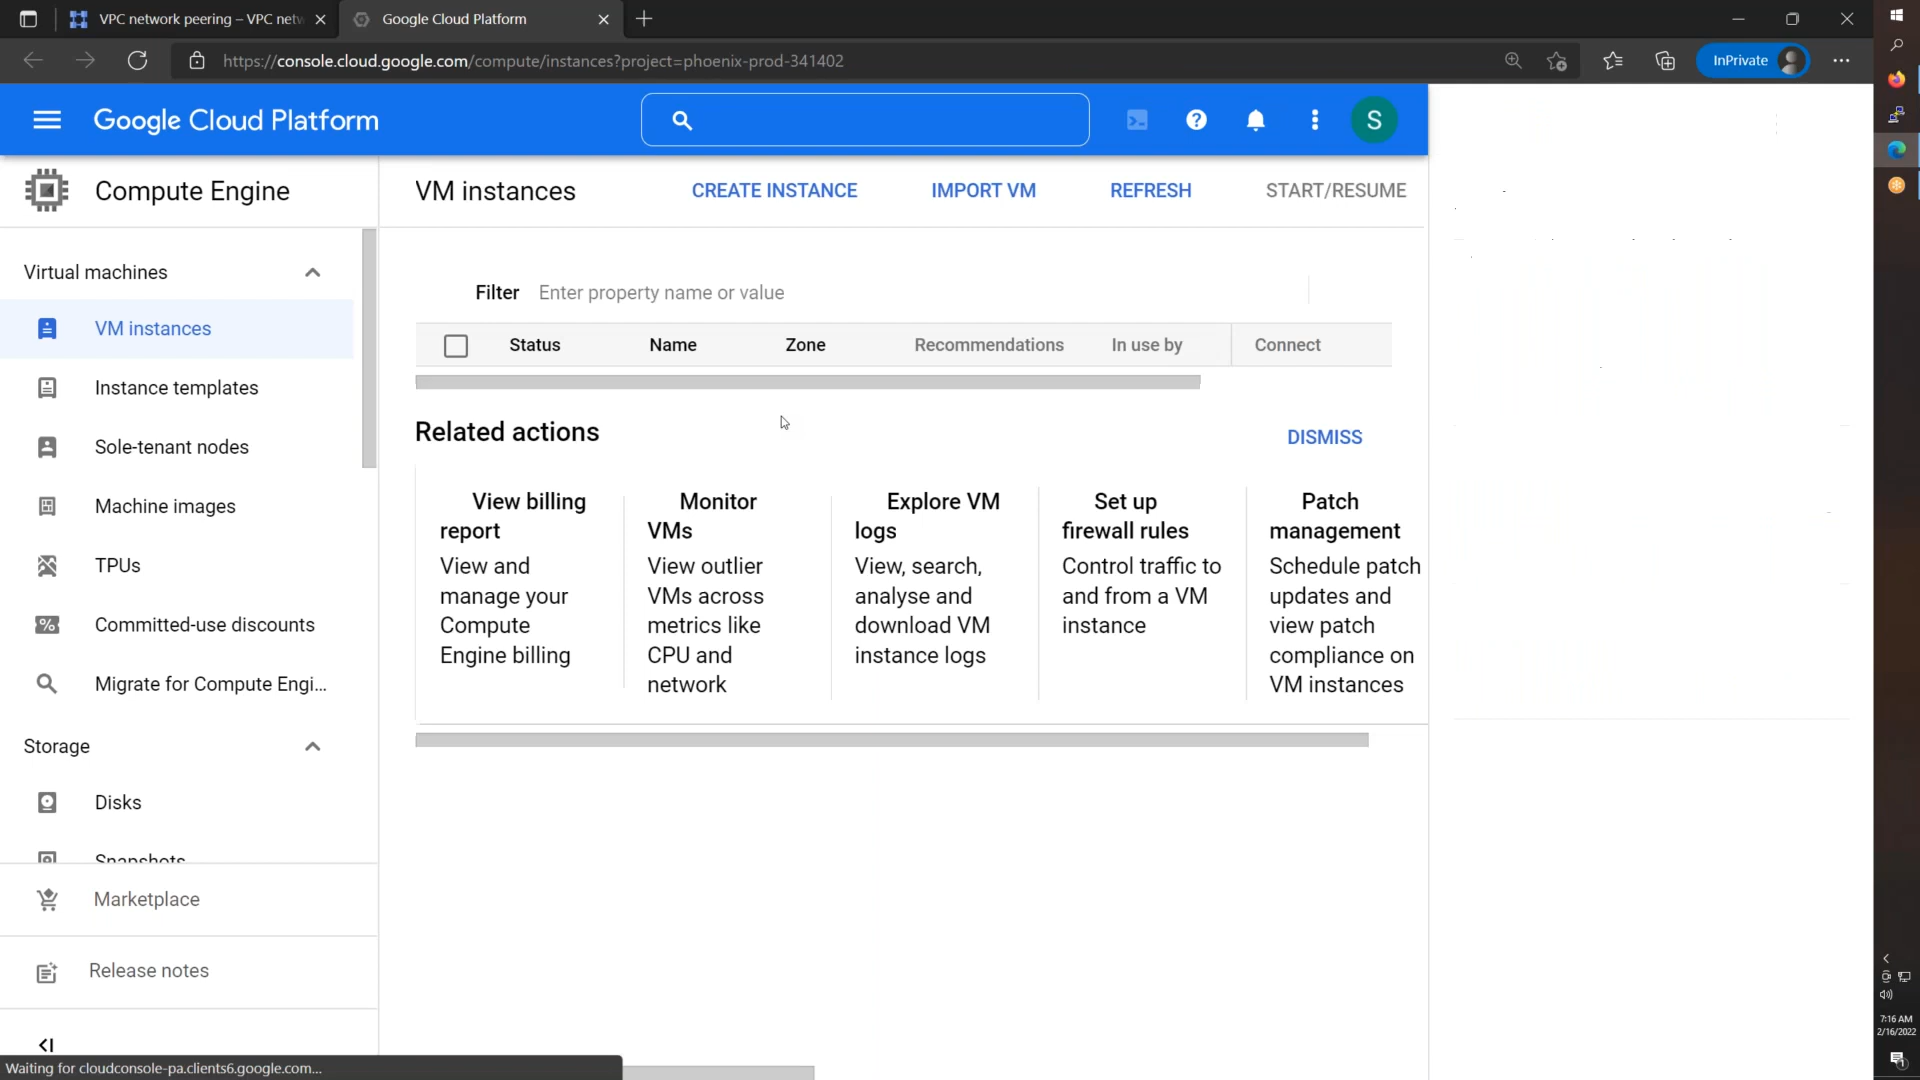 VPC network peering – VPC netw
Google Cloud Platform
https://console.cloud.google.com/compute/instances?project=phoenix-prod-341402
InPrivate
Google Cloud Platform
S
Compute Engine
VM instances
CREATE INSTANCE
IMPORT VM
REFRESH
START/RESUME
Virtual machines
VM instances
Instance templates
Sole-tenant nodes
Machine images
TPUs
Committed-use discounts
Migrate for Compute Engi...
Storage
Disks
Snapshots
Marketplace
Release notes
Filter Enter property name or value
Status Name Zone Recommendations In use by Connect
Related actions
DISMISS
View billing
report
View and
manage your
Compute
Engine billing
Monitor
VMs
View outlier
VMs across
metrics like
CPU and
network
Explore VM
logs
View, search,
analyse and
download VM
instance logs
Set up
firewall rules
Control traffic to
and from a VM
instance
Patch
management
Schedule patch
updates and
view patch
compliance on
VM instances
Waiting for cloudconsole-pa.clients6.google.com...
7:16 AM
2/16/2022